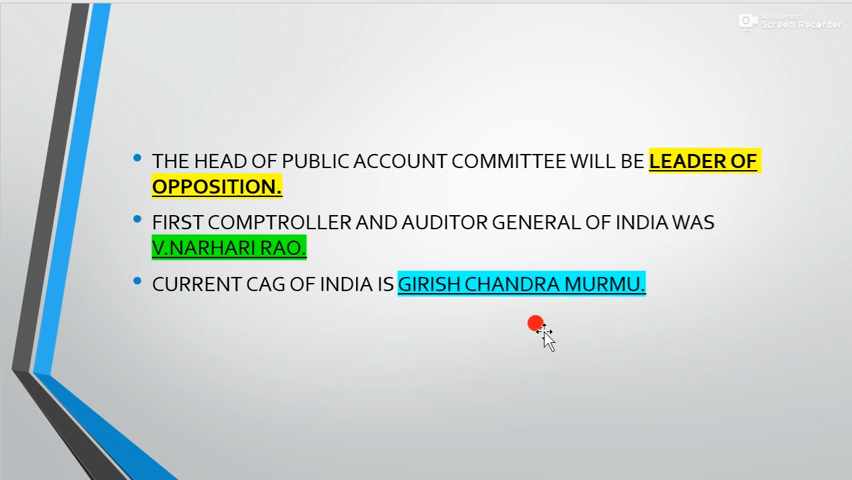 Screen Recorder
• THE HEAD OF PUBLIC ACCOUNT COMMITTEE WILL BE LEADER OF
OPPOSITION.
• FIRST COMPTROLLER AND AUDITOR GENERAL OF INDIA WAS
V.NARHARI RAO.
• CURRENT CAG OF INDIA IS GIRISH CHANDRA MURMU.